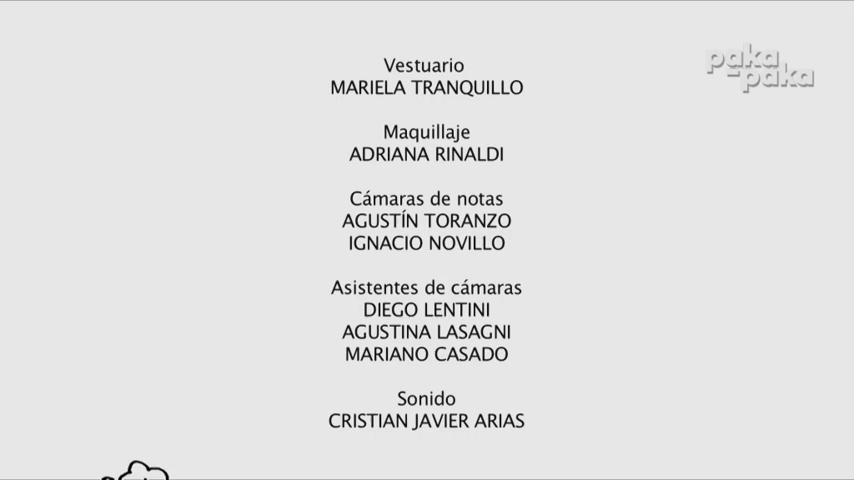 paka
-paka
Vestuario
MARIELA TRANQUILLO
Maquillaje
ADRIANA RINALDI
Cámaras de notas
AGUSTÍN TORANZO
IGNACIO NOVILLO
Asistentes de cámaras
DIEGO LENTINI
AGUSTINA LASAGNI
MARIANO CASADO
Sonido
CRISTIAN JAVIER ARIAS